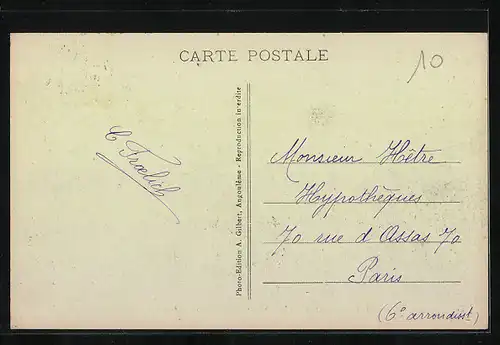 CARTE POSTALE
10
C Frœlich
Photo-Edition A. Gilbert, Angoulême - Reproduction interdite
Monsieur Hêtre
Hypothèques
70 rue d Assas 70
Paris
(6e arrondisst)